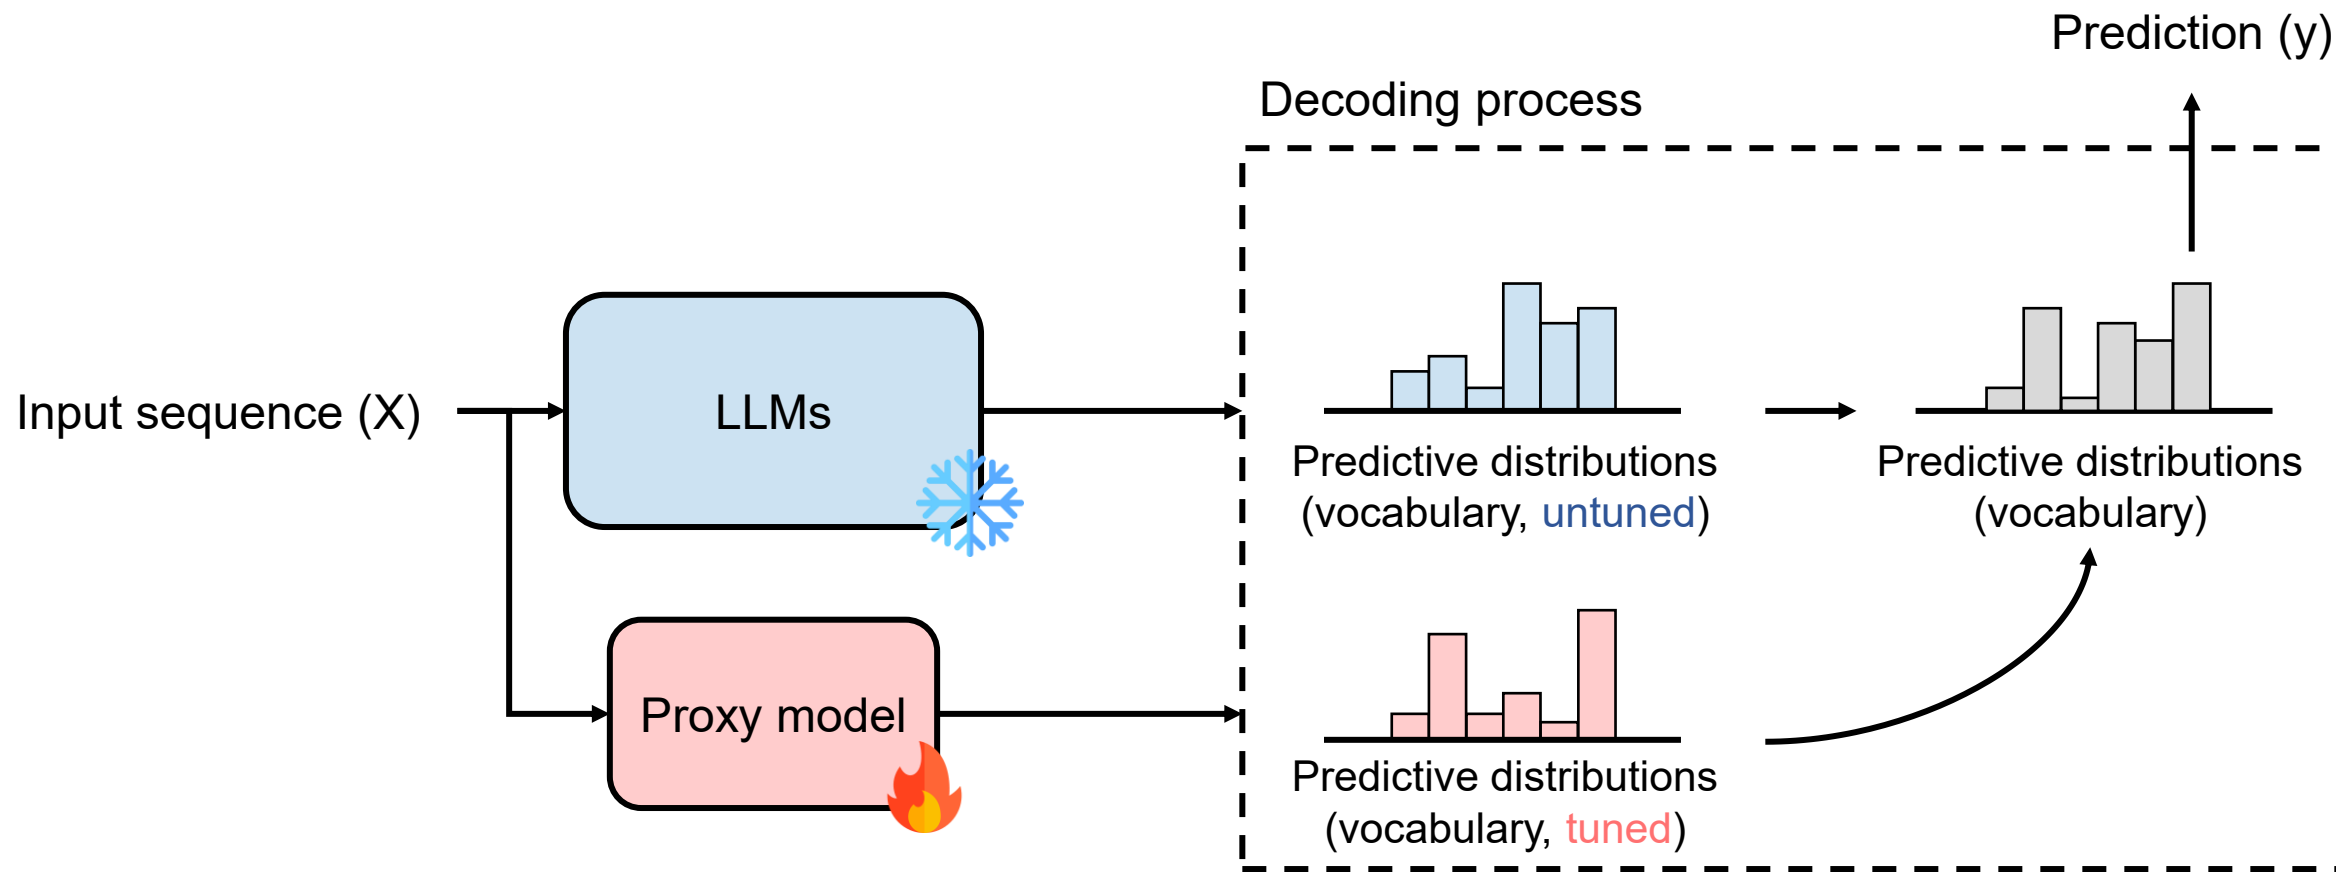 Prediction (y)
Decoding process
Input sequence (X)
LLMs
Predictive distributions
(vocabulary, untuned)
Predictive distributions
(vocabulary)
Proxy model
Predictive distributions
(vocabulary, tuned)